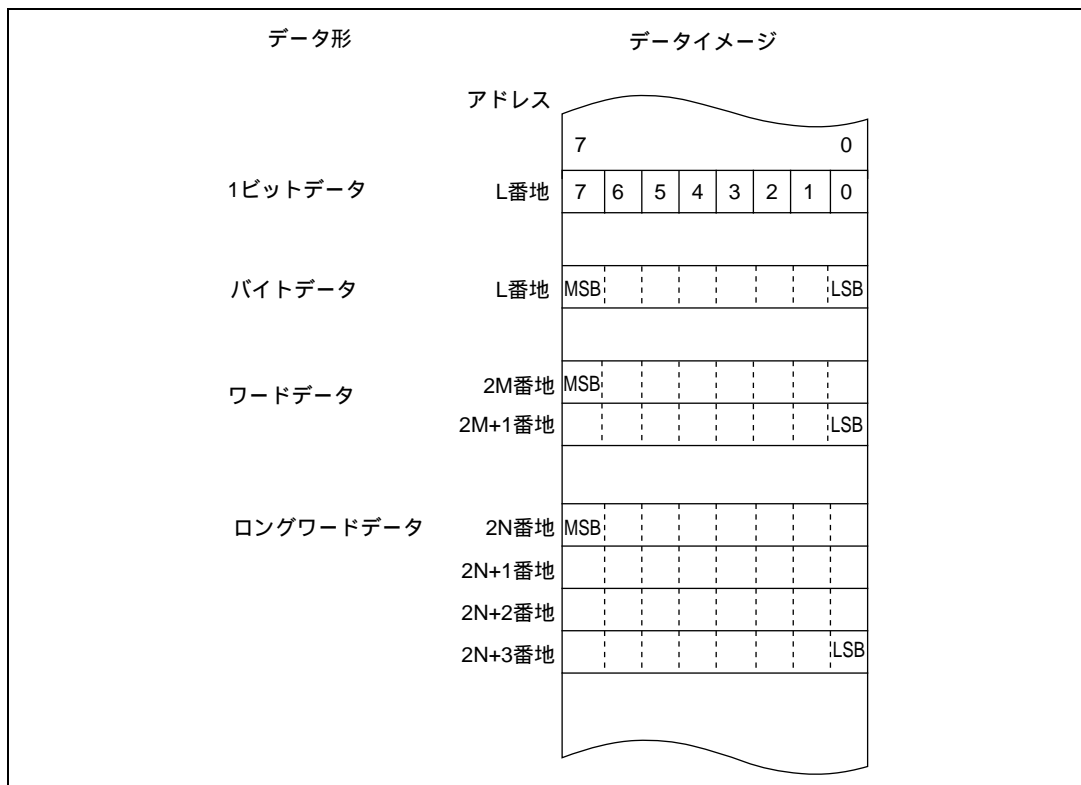 データ形 データイメージ
アドレス
7 0
1ビットデータ L番地 7 6 5 4 3 2 1 0
バイトデータ L番地 MSB LSB
ワードデータ 2M番地 MSB
2M+1番地 LSB
ロングワードデータ 2N番地 MSB
2N+1番地
2N+2番地
2N+3番地 LSB